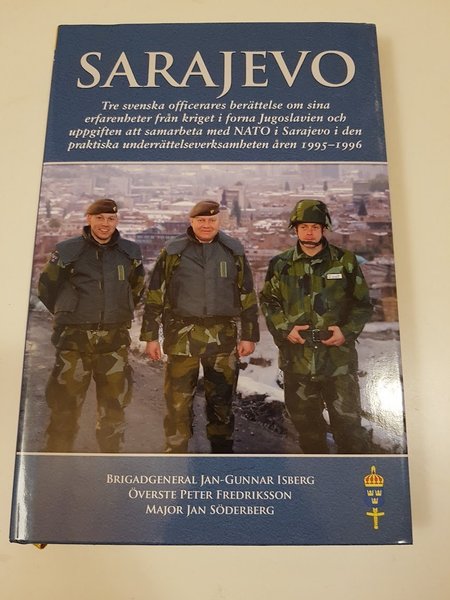 SARAJEVO
Tre svenska officerares berättelse om sina
erfarenheter från kriget i forna Jugoslavien och
uppgiften att samarbeta med NATO i Sarajevo i den
praktiska underrättelseverksamheten åren 1995–1996
Brigadgeneral Jan-Gunnar Isberg
Överste Peter Fredriksson
Major Jan Söderberg